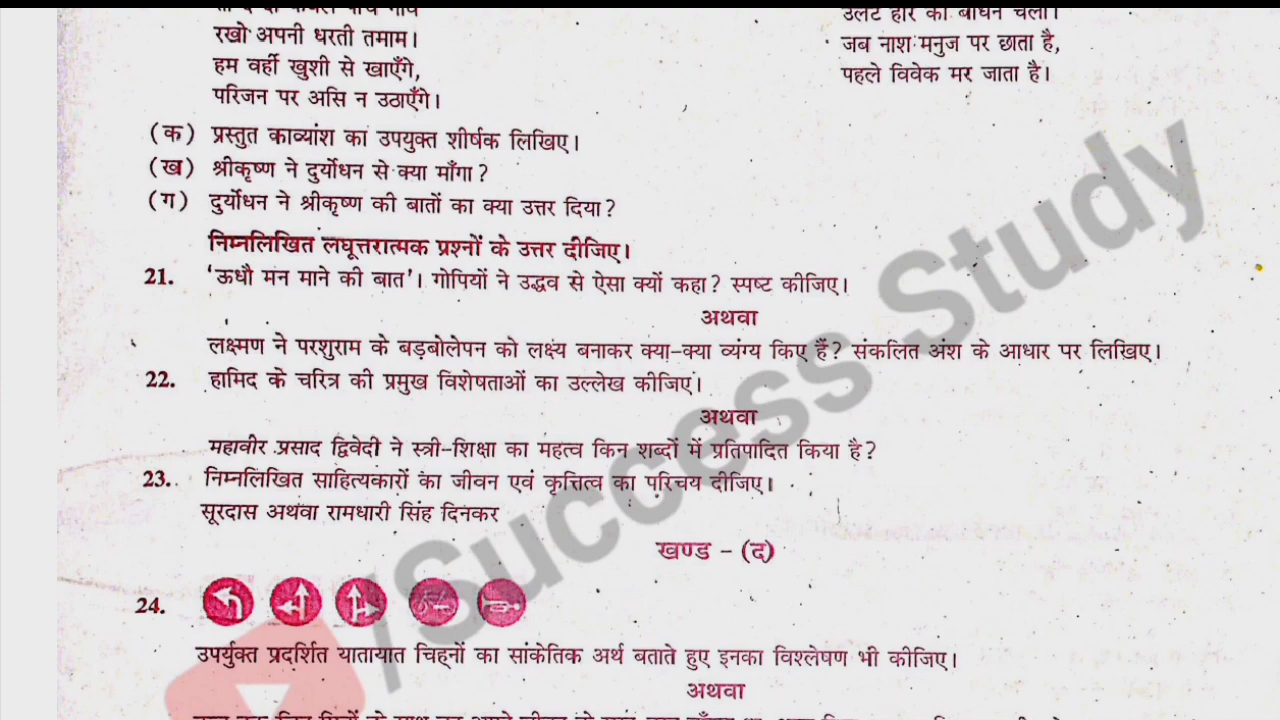 उलट हरि को बाँधने चला।
रखो अपनी धरती तमाम।
जब नाश मनुज पर छाता है,
हम वहीं खुशी से खाएँगे,
पहले विवेक मर जाता है।
परिजन पर असि न उठाएँगे।
(क) प्रस्तुत काव्यांश का उपयुक्त शीर्षक लिखिए।
(ख) श्रीकृष्ण ने दुर्योधन से क्या माँगा?
(ग) दुर्योधन ने श्रीकृष्ण की बातों का क्या उत्तर दिया?
निम्नलिखित लघूत्तरात्मक प्रश्नों के उत्तर दीजिए।
21. 'ऊधौ मन माने की बात'। गोपियों ने उद्धव से ऐसा क्यों कहा? स्पष्ट कीजिए।
अथवा
लक्ष्मण ने परशुराम के बड़बोलेपन को लक्ष्य बनाकर क्या-क्या व्यंग्य किए हैं? संकलित अंश के आधार पर लिखिए।
22. हामिद के चरित्र की प्रमुख विशेषताओं का उल्लेख कीजिए।
अथवा
महावीर प्रसाद द्विवेदी ने स्त्री-शिक्षा का महत्व किन शब्दों में प्रतिपादित किया है?
23. निम्नलिखित साहित्यकारों का जीवन एवं कृत्तित्व का परिचय दीजिए।
सूरदास अथवा रामधारी सिंह दिनकर
खण्ड - (द)
24.
उपर्युक्त प्रदर्शित यातायात चिह्नों का सांकेतिक अर्थ बताते हुए इनका विश्लेषण भी कीजिए।
अथवा
/Success Study